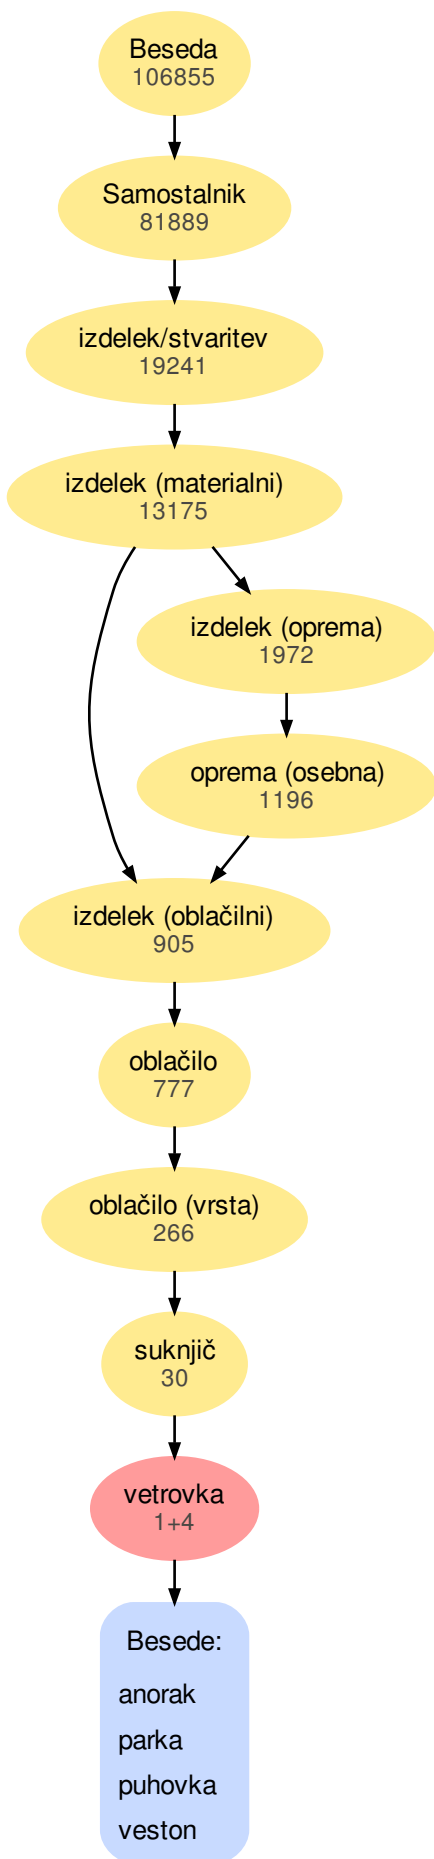 Beseda
106855
Samostalnik
81889
izdelek/stvaritev
19241
izdelek (materialni)
13175
izdelek (oprema)
1972
oprema (osebna)
1196
izdelek (oblačilni)
905
oblačilo
777
oblačilo (vrsta)
266
suknjič
30
vetrovka
1+4
Besede:
anorak
parka
puhovka
veston